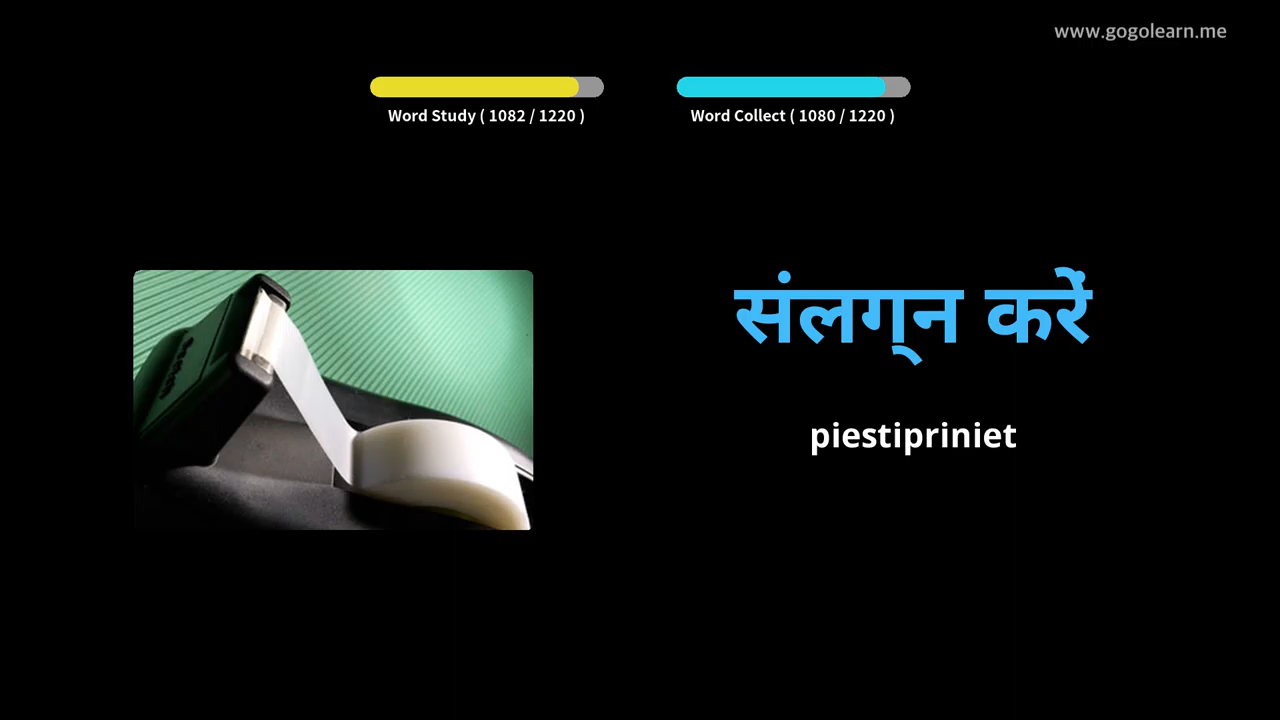 www.gogolearn.me
Word Study ( 1082 / 1220 )
Word Collect ( 1080 / 1220 )
संलग्न करें
piestipriniet